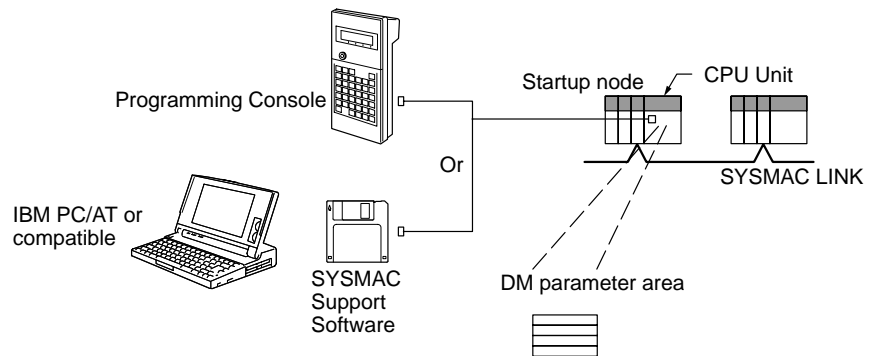 Programming Console
Startup node
CPU Unit
Or
SYSMAC LINK
IBM PC/AT or
compatible
SYSMAC
Support
Software
DM parameter area